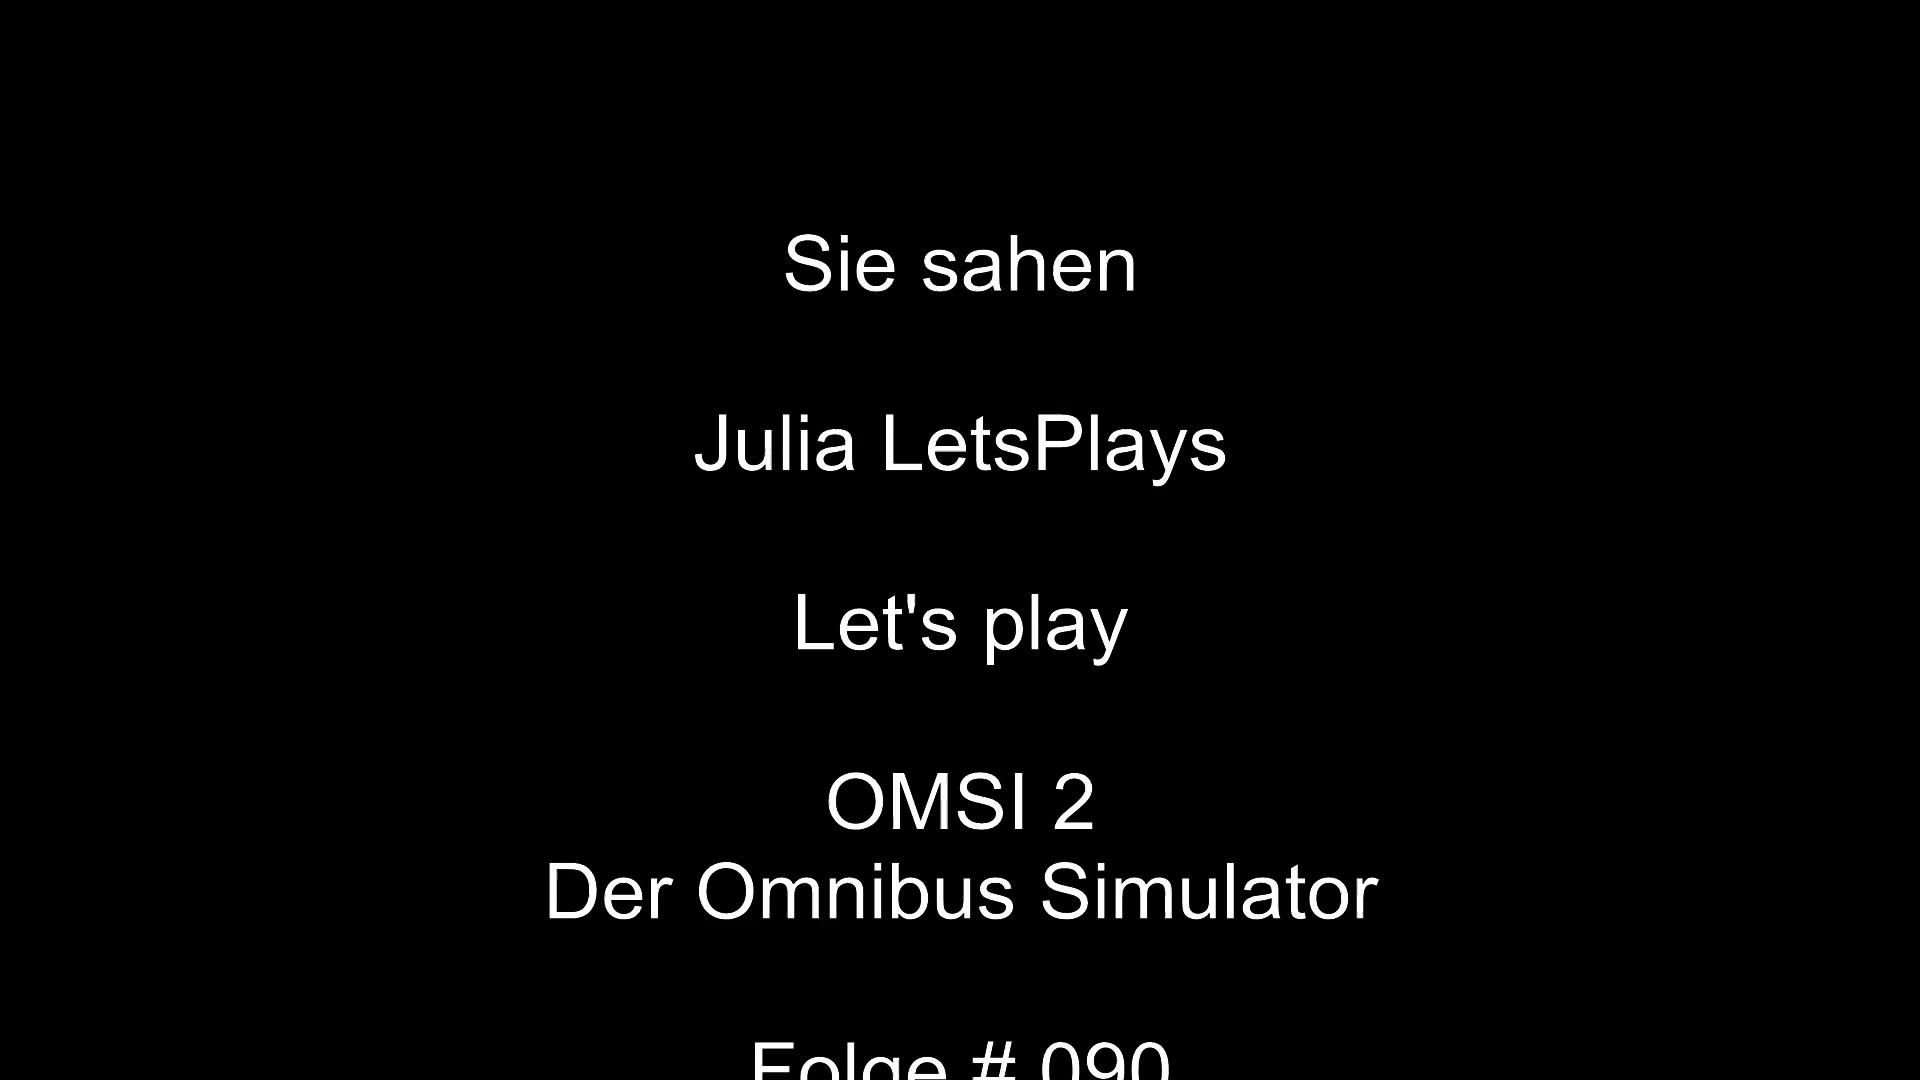 Sie sahen
Julia LetsPlays
Let's play
OMSI 2
Der Omnibus Simulator
Folge # 090